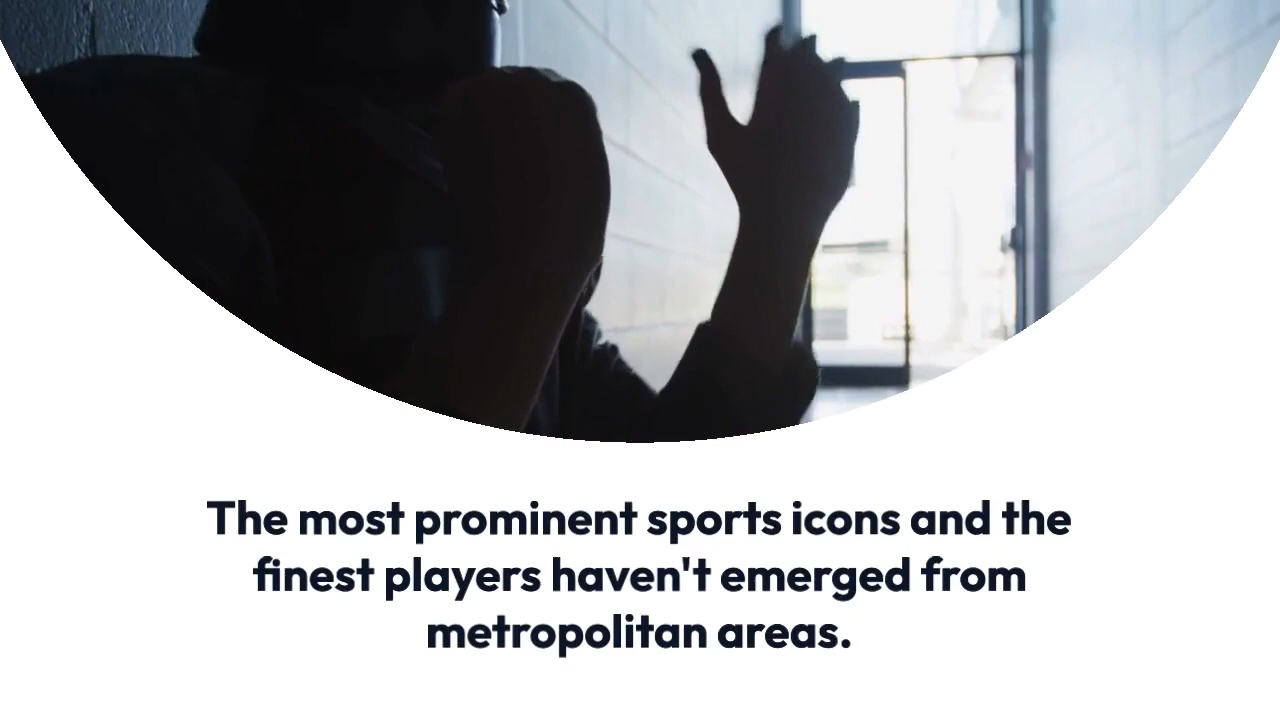 The most prominent sports icons and the
finest players haven't emerged from
metropolitan areas.